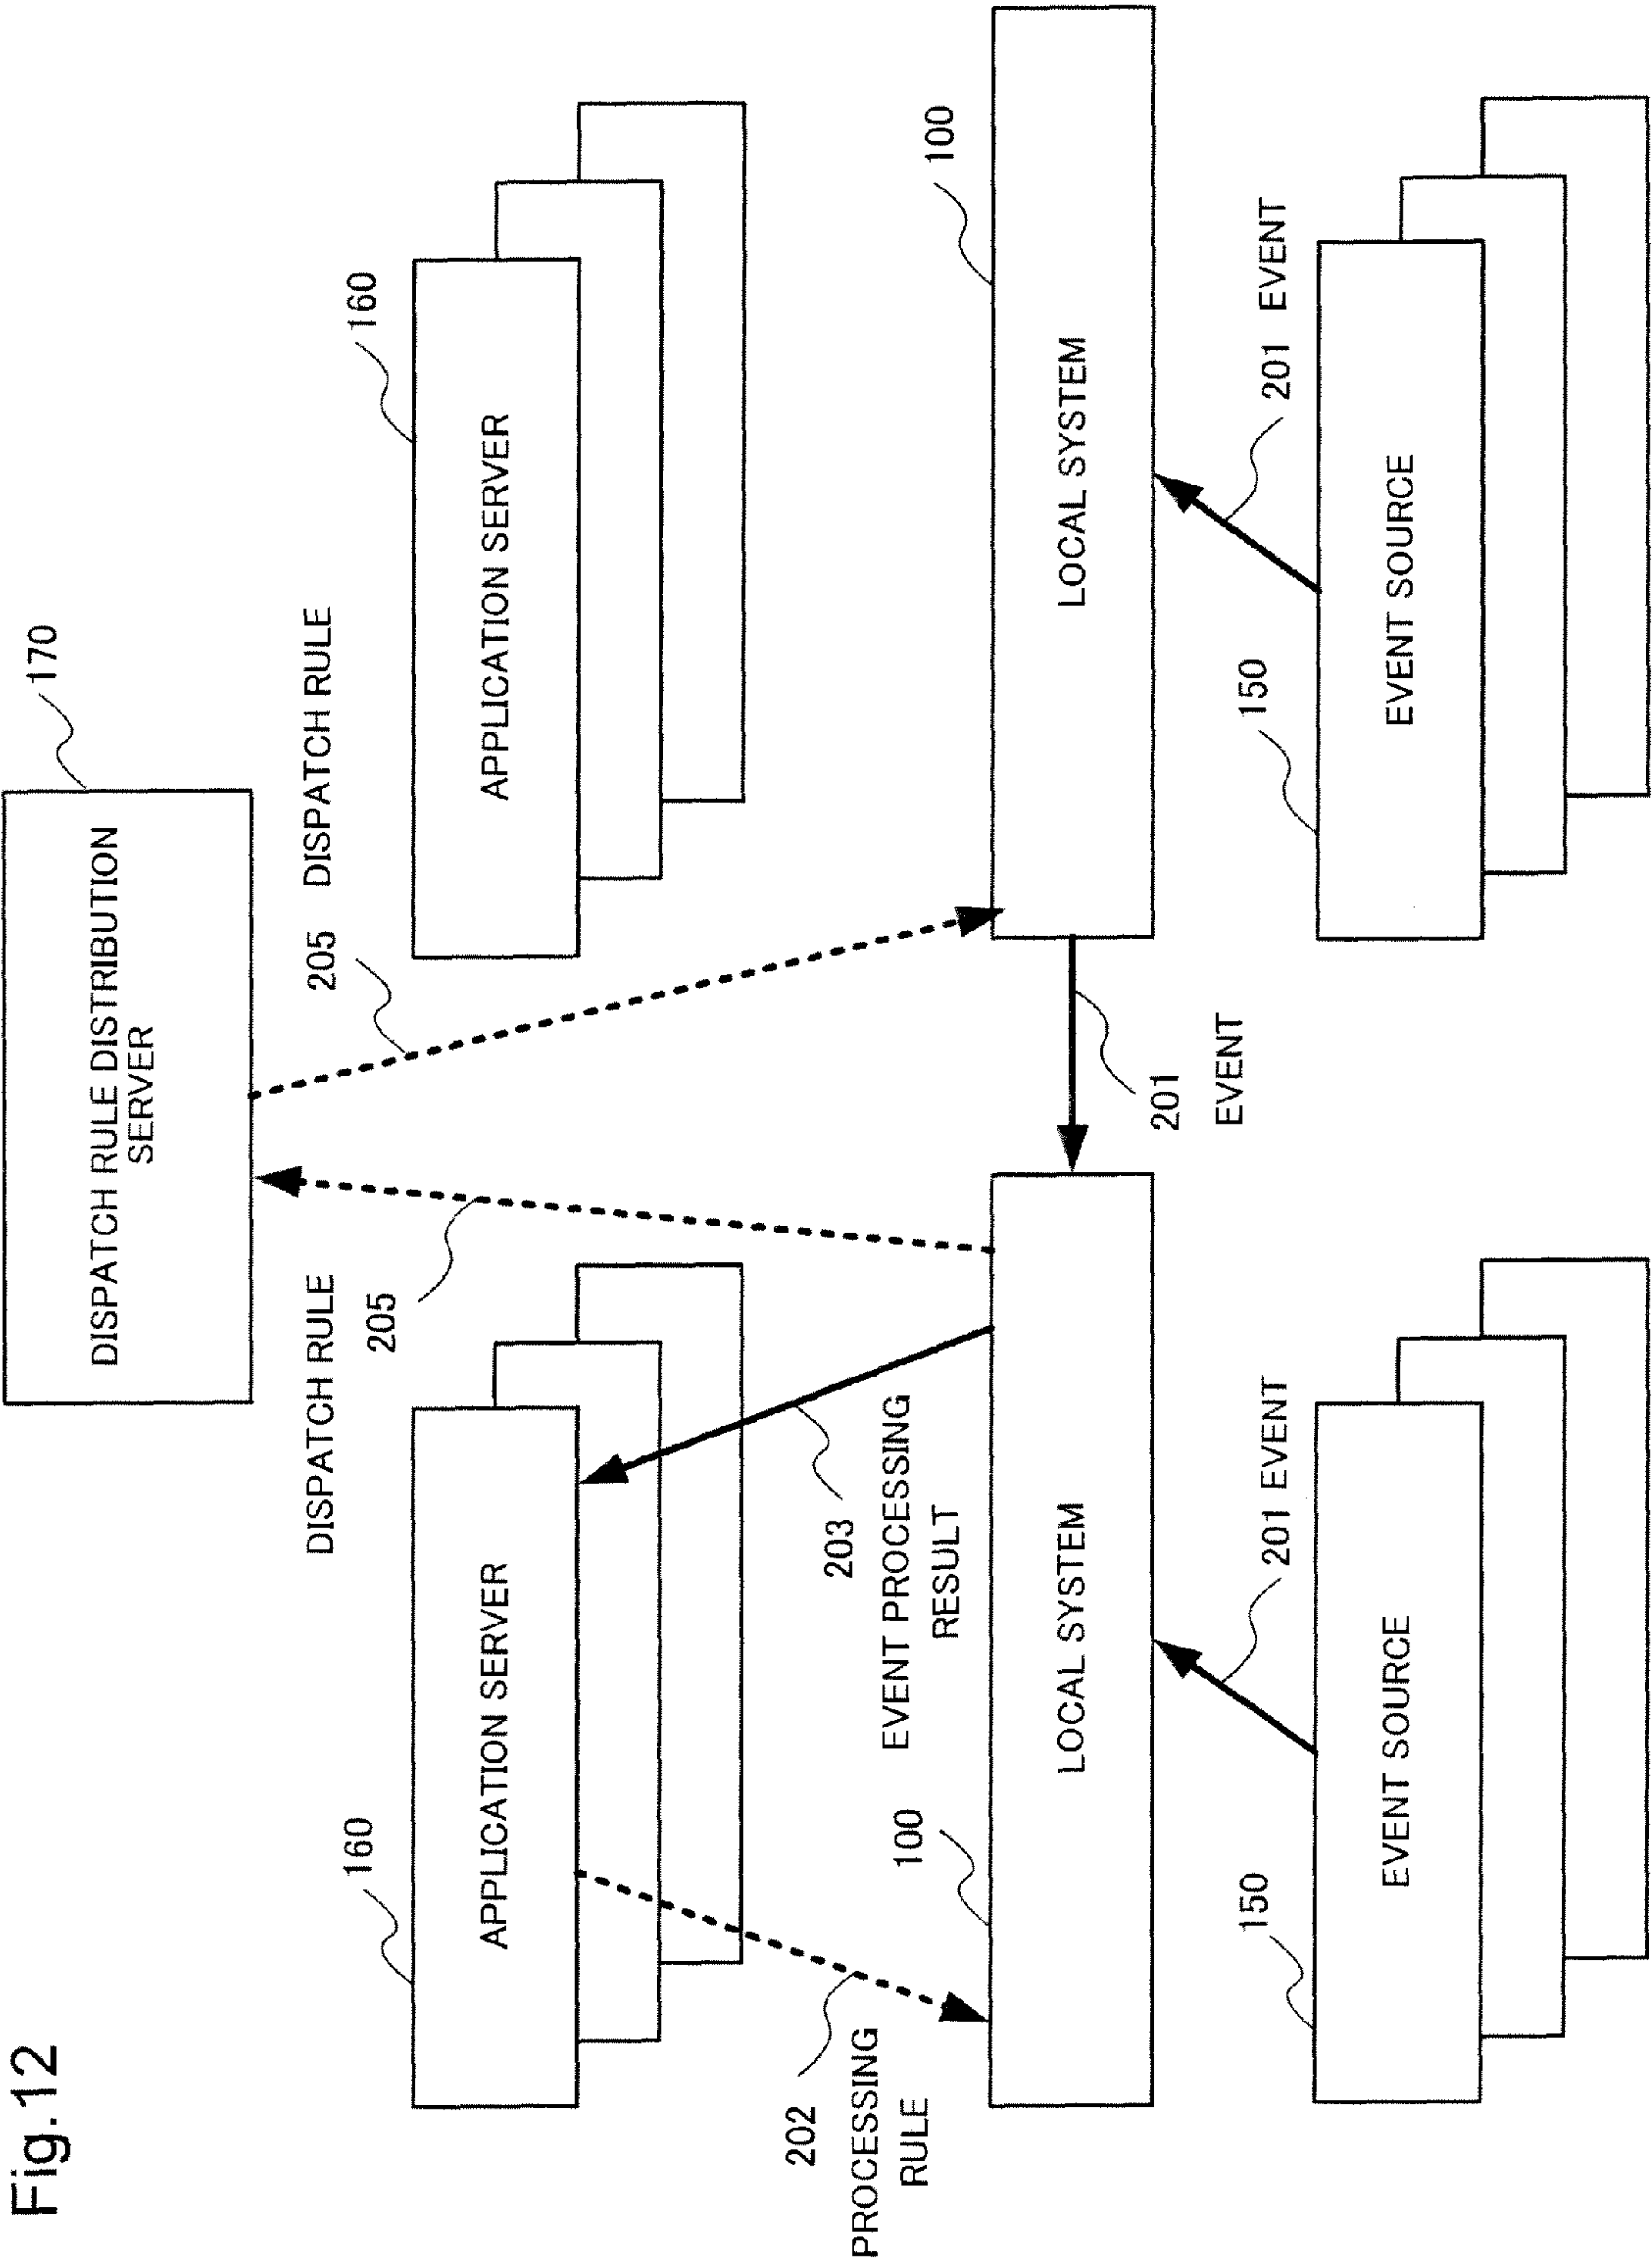 Fig.12
DISPATCH RULE DISTRIBUTION
SERVER
170
DISPATCH RULE
205
205 DISPATCH RULE
160
APPLICATION SERVER
160
APPLICATION SERVER
202
PROCESSING
RULE
203
EVENT PROCESSING
RESULT
100
LOCAL SYSTEM
100
LOCAL SYSTEM
201
EVENT
150
EVENT SOURCE
201 EVENT
150
EVENT SOURCE
201 EVENT